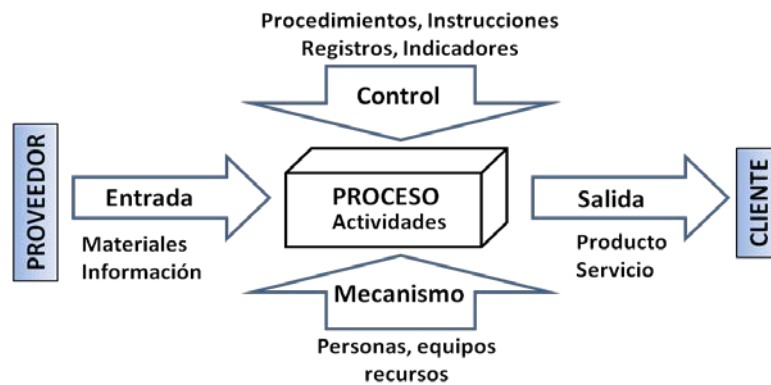 Procedimientos, Instrucciones
Registros, Indicadores
Control
PROVEEDOR
Entrada
Materiales
Información
PROCESO
Actividades
Salida
Producto
Servicio
CLIENTE
Mecanismo
Personas, equipos
recursos